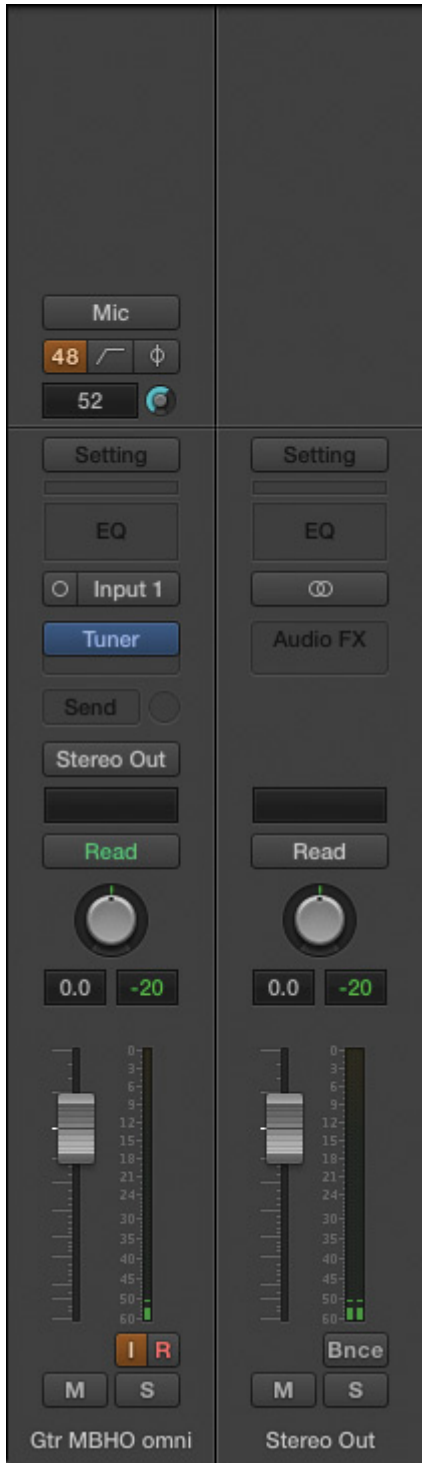 Mic
48
52
Setting
Setting
EQ
EQ
Input 1
Tuner
Audio FX
Send
Stereo Out
Read
Read
0.0 -20
0.0 -20
0
3
6
9
12
15
18
21
24
30
35
40
45
50
60
0
3
6
9
12
15
18
21
24
30
35
40
45
50
60
I R
Bnce
M S
M S
Gtr MBHO omni
Stereo Out